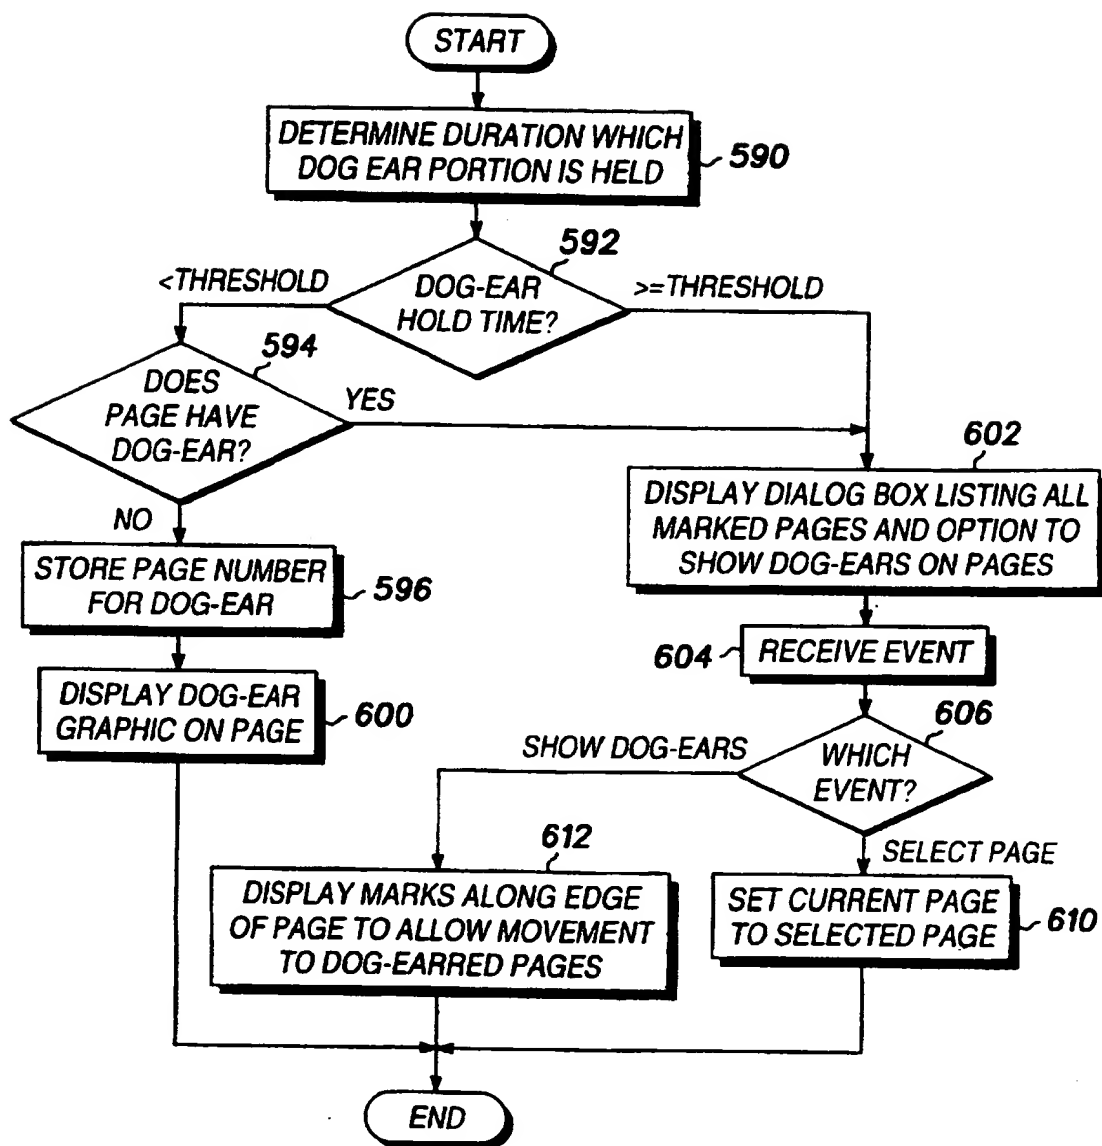 START
DETERMINE DURATION WHICH
DOG EAR PORTION IS HELD
590
592
<THRESHOLD
DOG-EAR
HOLD TIME?
>=THRESHOLD
594
DOES
PAGE HAVE
DOG-EAR?
YES
NO
602
DISPLAY DIALOG BOX LISTING ALL
MARKED PAGES AND OPTION TO
SHOW DOG-EARS ON PAGES
STORE PAGE NUMBER
FOR DOG-EAR
596
604
RECEIVE EVENT
DISPLAY DOG-EAR
GRAPHIC ON PAGE
600
606
SHOW DOG-EARS
WHICH
EVENT?
SELECT PAGE
612
DISPLAY MARKS ALONG EDGE
OF PAGE TO ALLOW MOVEMENT
TO DOG-EARRED PAGES
SET CURRENT PAGE
TO SELECTED PAGE
610
END